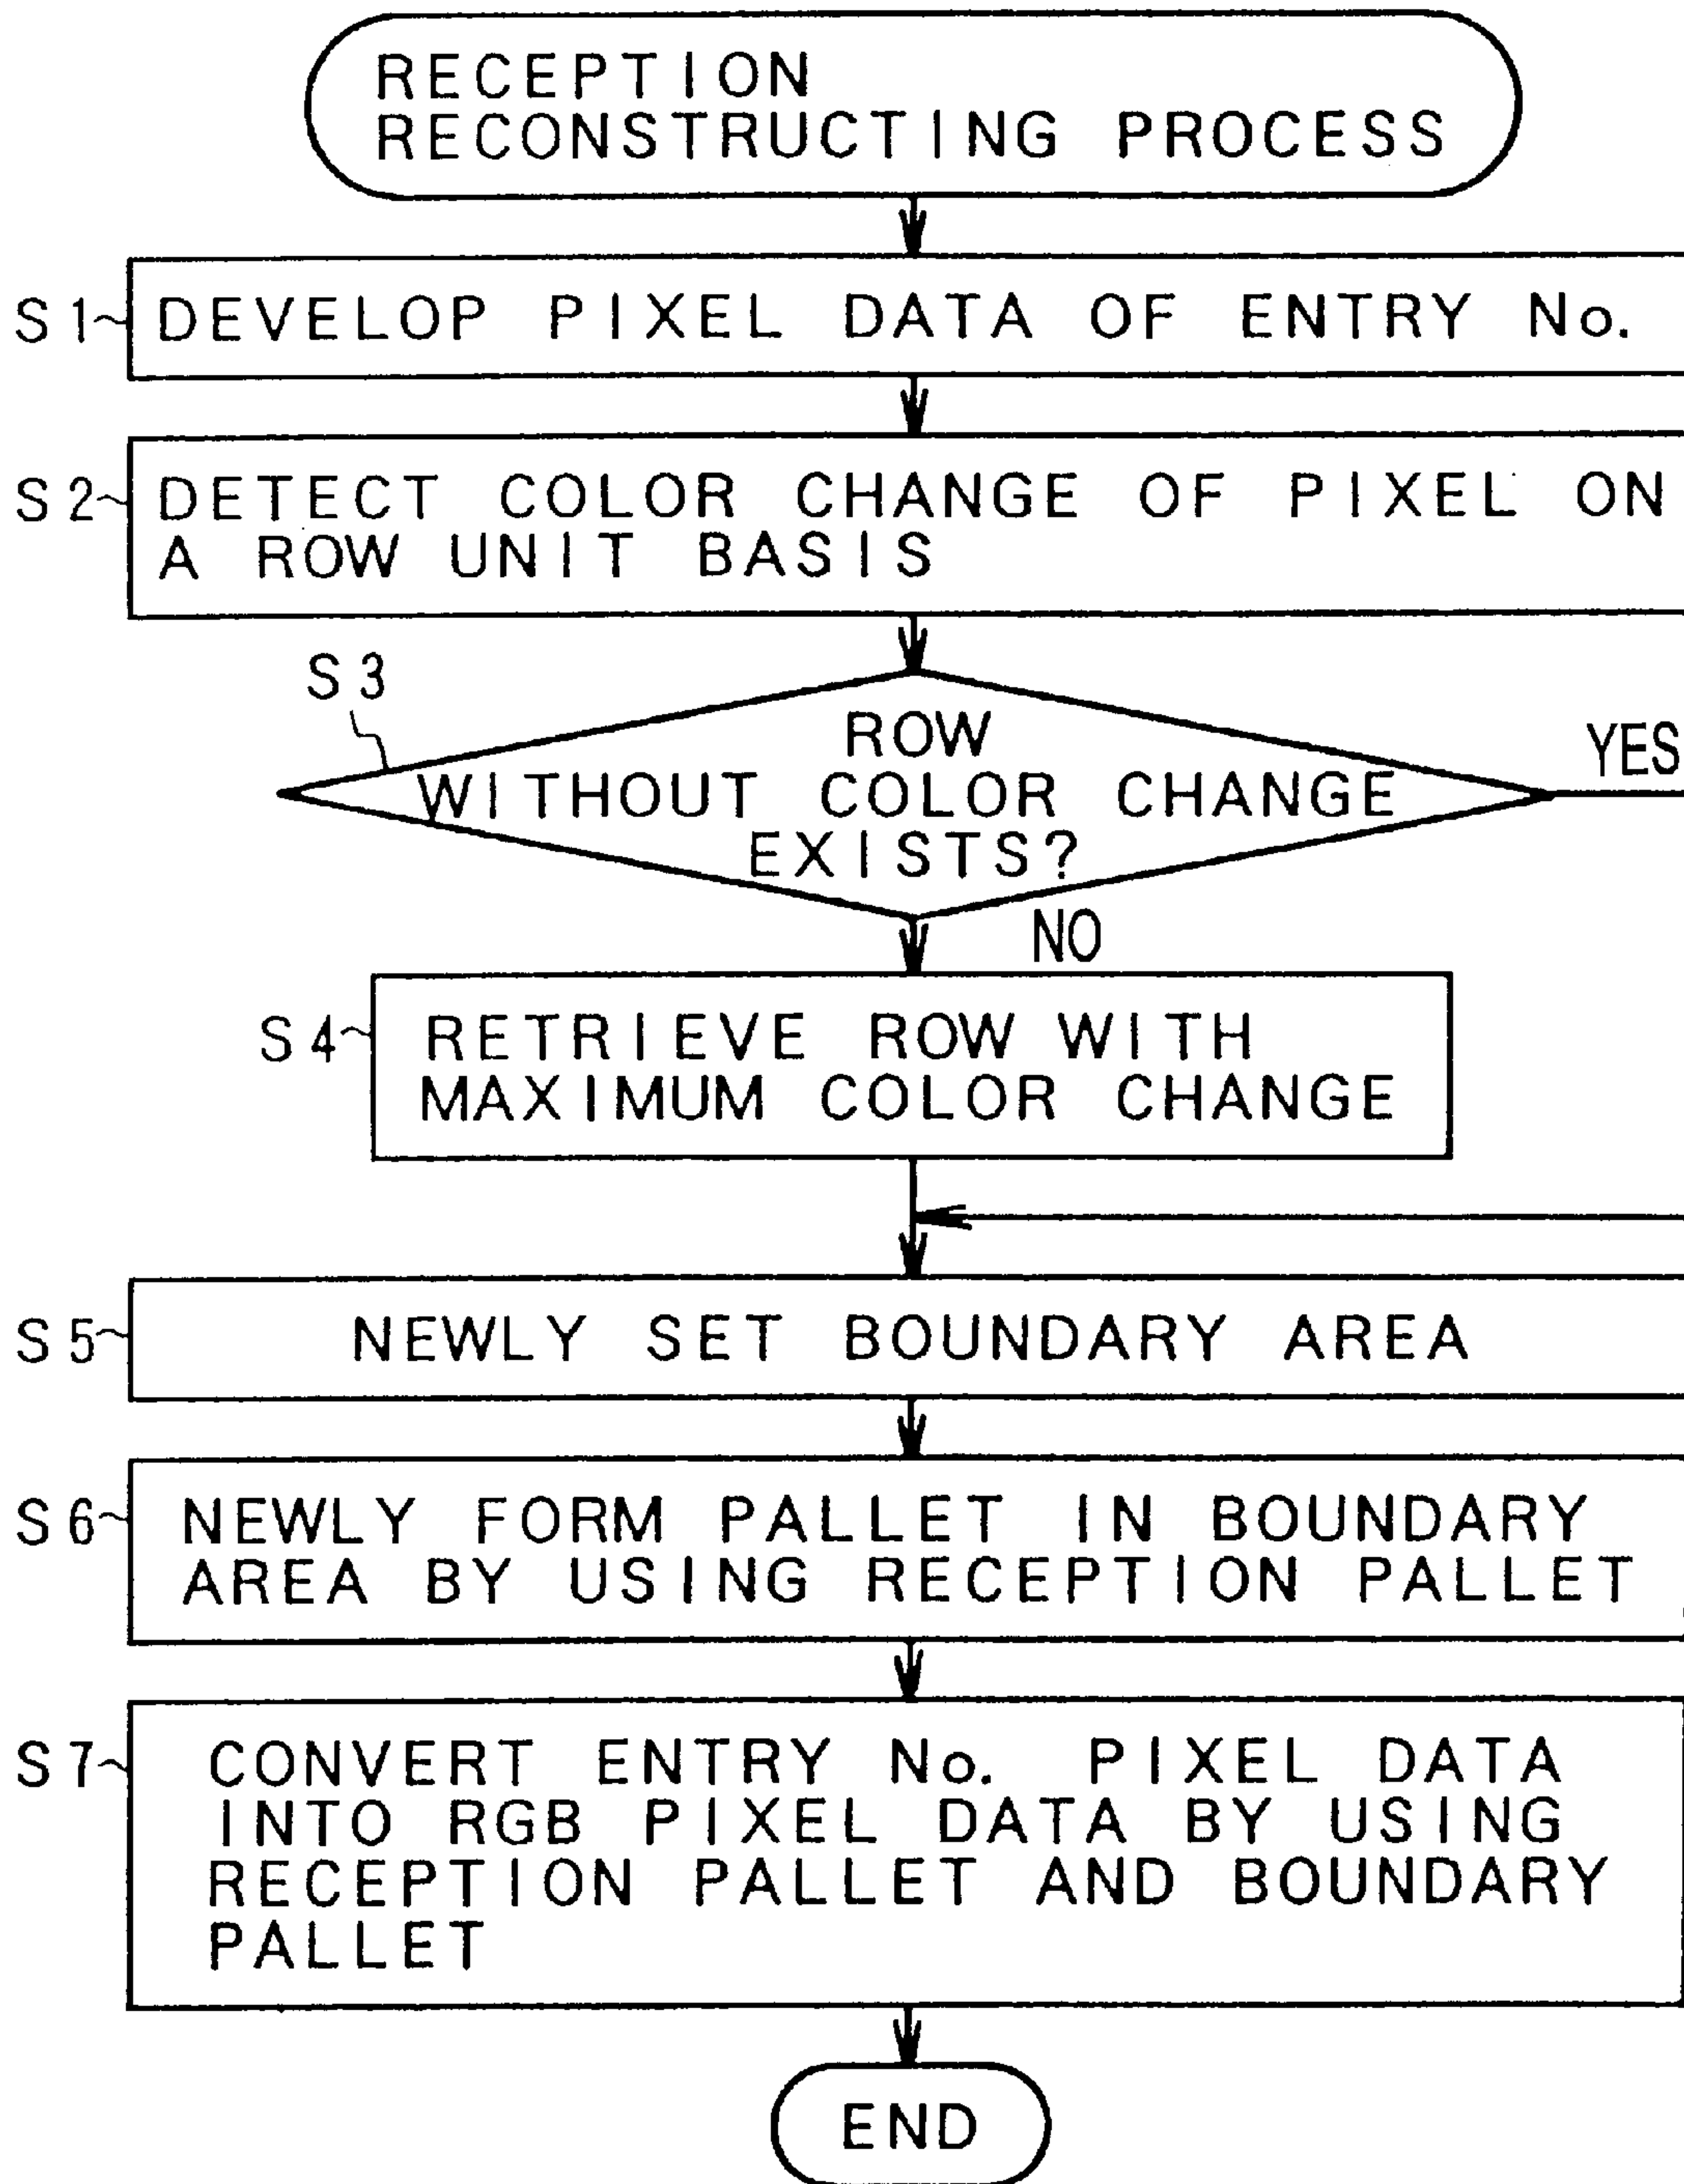 RECEPTION
RECONSTRUCTING PROCESS
S1 DEVELOP PIXEL DATA OF ENTRY No.
S2 DETECT COLOR CHANGE OF PIXEL ON
A ROW UNIT BASIS
S3
ROW
YES
WITHOUT COLOR CHANGE
EXISTS?
NO
S4 RETRIEVE ROW WITH
MAXIMUM COLOR CHANGE
S5 NEWLY SET BOUNDARY AREA
S6 NEWLY FORM PALLET IN BOUNDARY
AREA BY USING RECEPTION PALLET
S7 CONVERT ENTRY No. PIXEL DATA
INTO RGB PIXEL DATA BY USING
RECEPTION PALLET AND BOUNDARY
PALLET
END